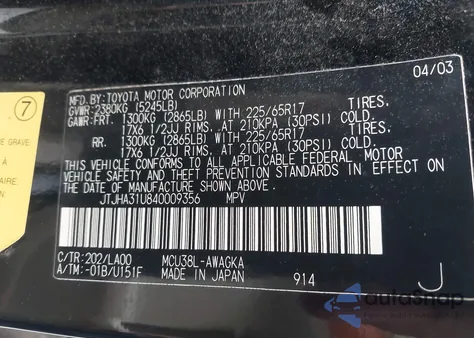 04/03
MFD.BY:TOYOTA MOTOR CORPORATION
GVWR:2380KG (5245LB)
GAWR:FRT. 1300KG (2865LB) WITH 225/65R17 TIRES.
17X6 1/2JJ RIMS, AT 210KPA (30PSI) COLD.
RR. 1300KG (2865LB) WITH 225/65R17 TIRES.
17X6 1/2JJ RIMS, AT 210KPA (30PSI) COLD.
THIS VEHICLE CONFORMS TO ALL APPLICABLE FEDERAL MOTOR
VEHICLE SAFETY AND THEFT PREVENTION STANDARDS IN EFFECT ON
THE DATE OF MANUFACTURE SHOWN ABOVE.
JTJHA31U840009356 MPV
C/TR:202/LA00 MCU38L-AWAGKA
A/TM:-01B/U151F MADE IN JAPAN 914 J
7
E GRAVE
AIRE
DE
AutoShop